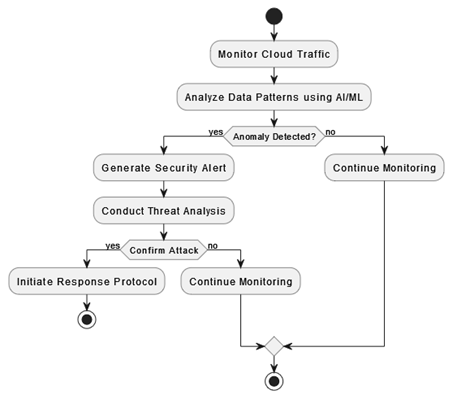 Monitor Cloud Traffic
Analyze Data Patterns using AI/ML
yes
Anomaly Detected?
no
Generate Security Alert
Continue Monitoring
Conduct Threat Analysis
yes
Confirm Attack
no
Initiate Response Protocol
Continue Monitoring